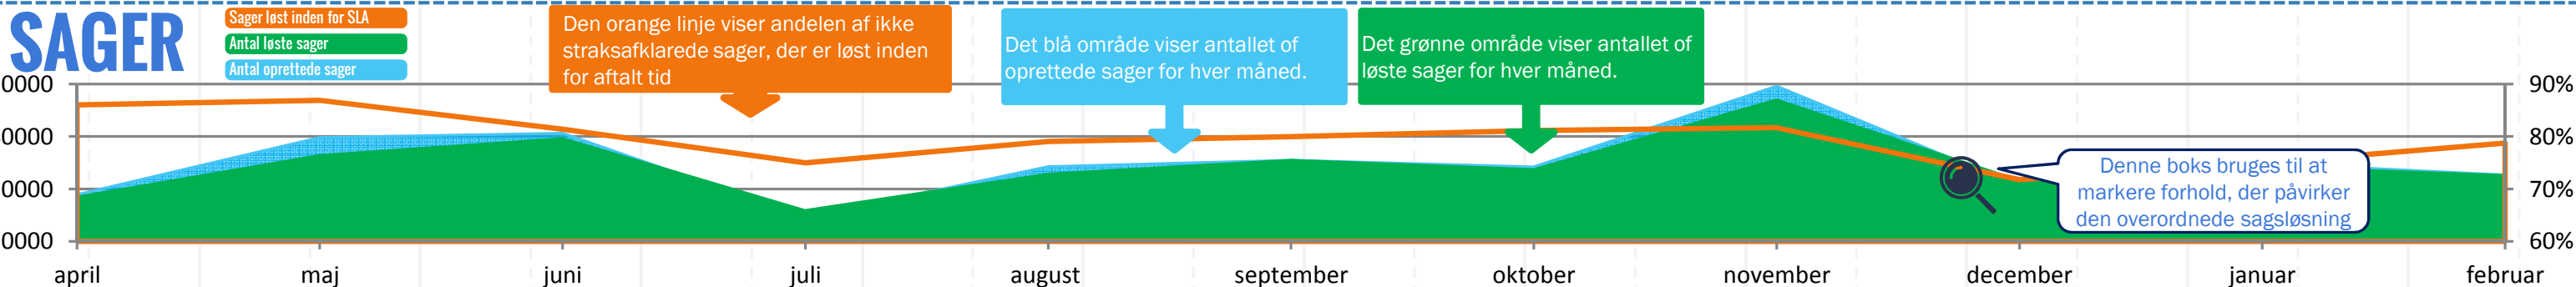 SAGER
Sager løst inden for SLA
Antal løste sager
Antal oprettede sager
Den orange linje viser andelen af ikke
straksafklarede sager, der er løst inden
for aftalt tid
Det blå område viser antallet of
oprettede sager for hver måned.
Det grønne område viser antallet of
løste sager for hver måned.
Denne boks bruges til at
markere forhold, der påvirker
den overordnede sagsløsning
0000
0000
0000
0000
90%
80%
70%
60%
april
maj
juni
juli
august
september
oktober
november
december
januar
februar